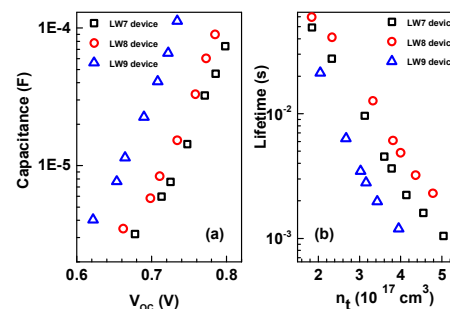 LW7 device
LW8 device
LW9 device
1E-4
1E-5
Capacitance (F)
(a)
0.6
0.7
0.8
V_OC (V)
LW7 device
LW8 device
LW9 device
10^-2
10^-3
Lifetime (s)
(b)
2
3
4
5
n_t (10^17 cm^3)